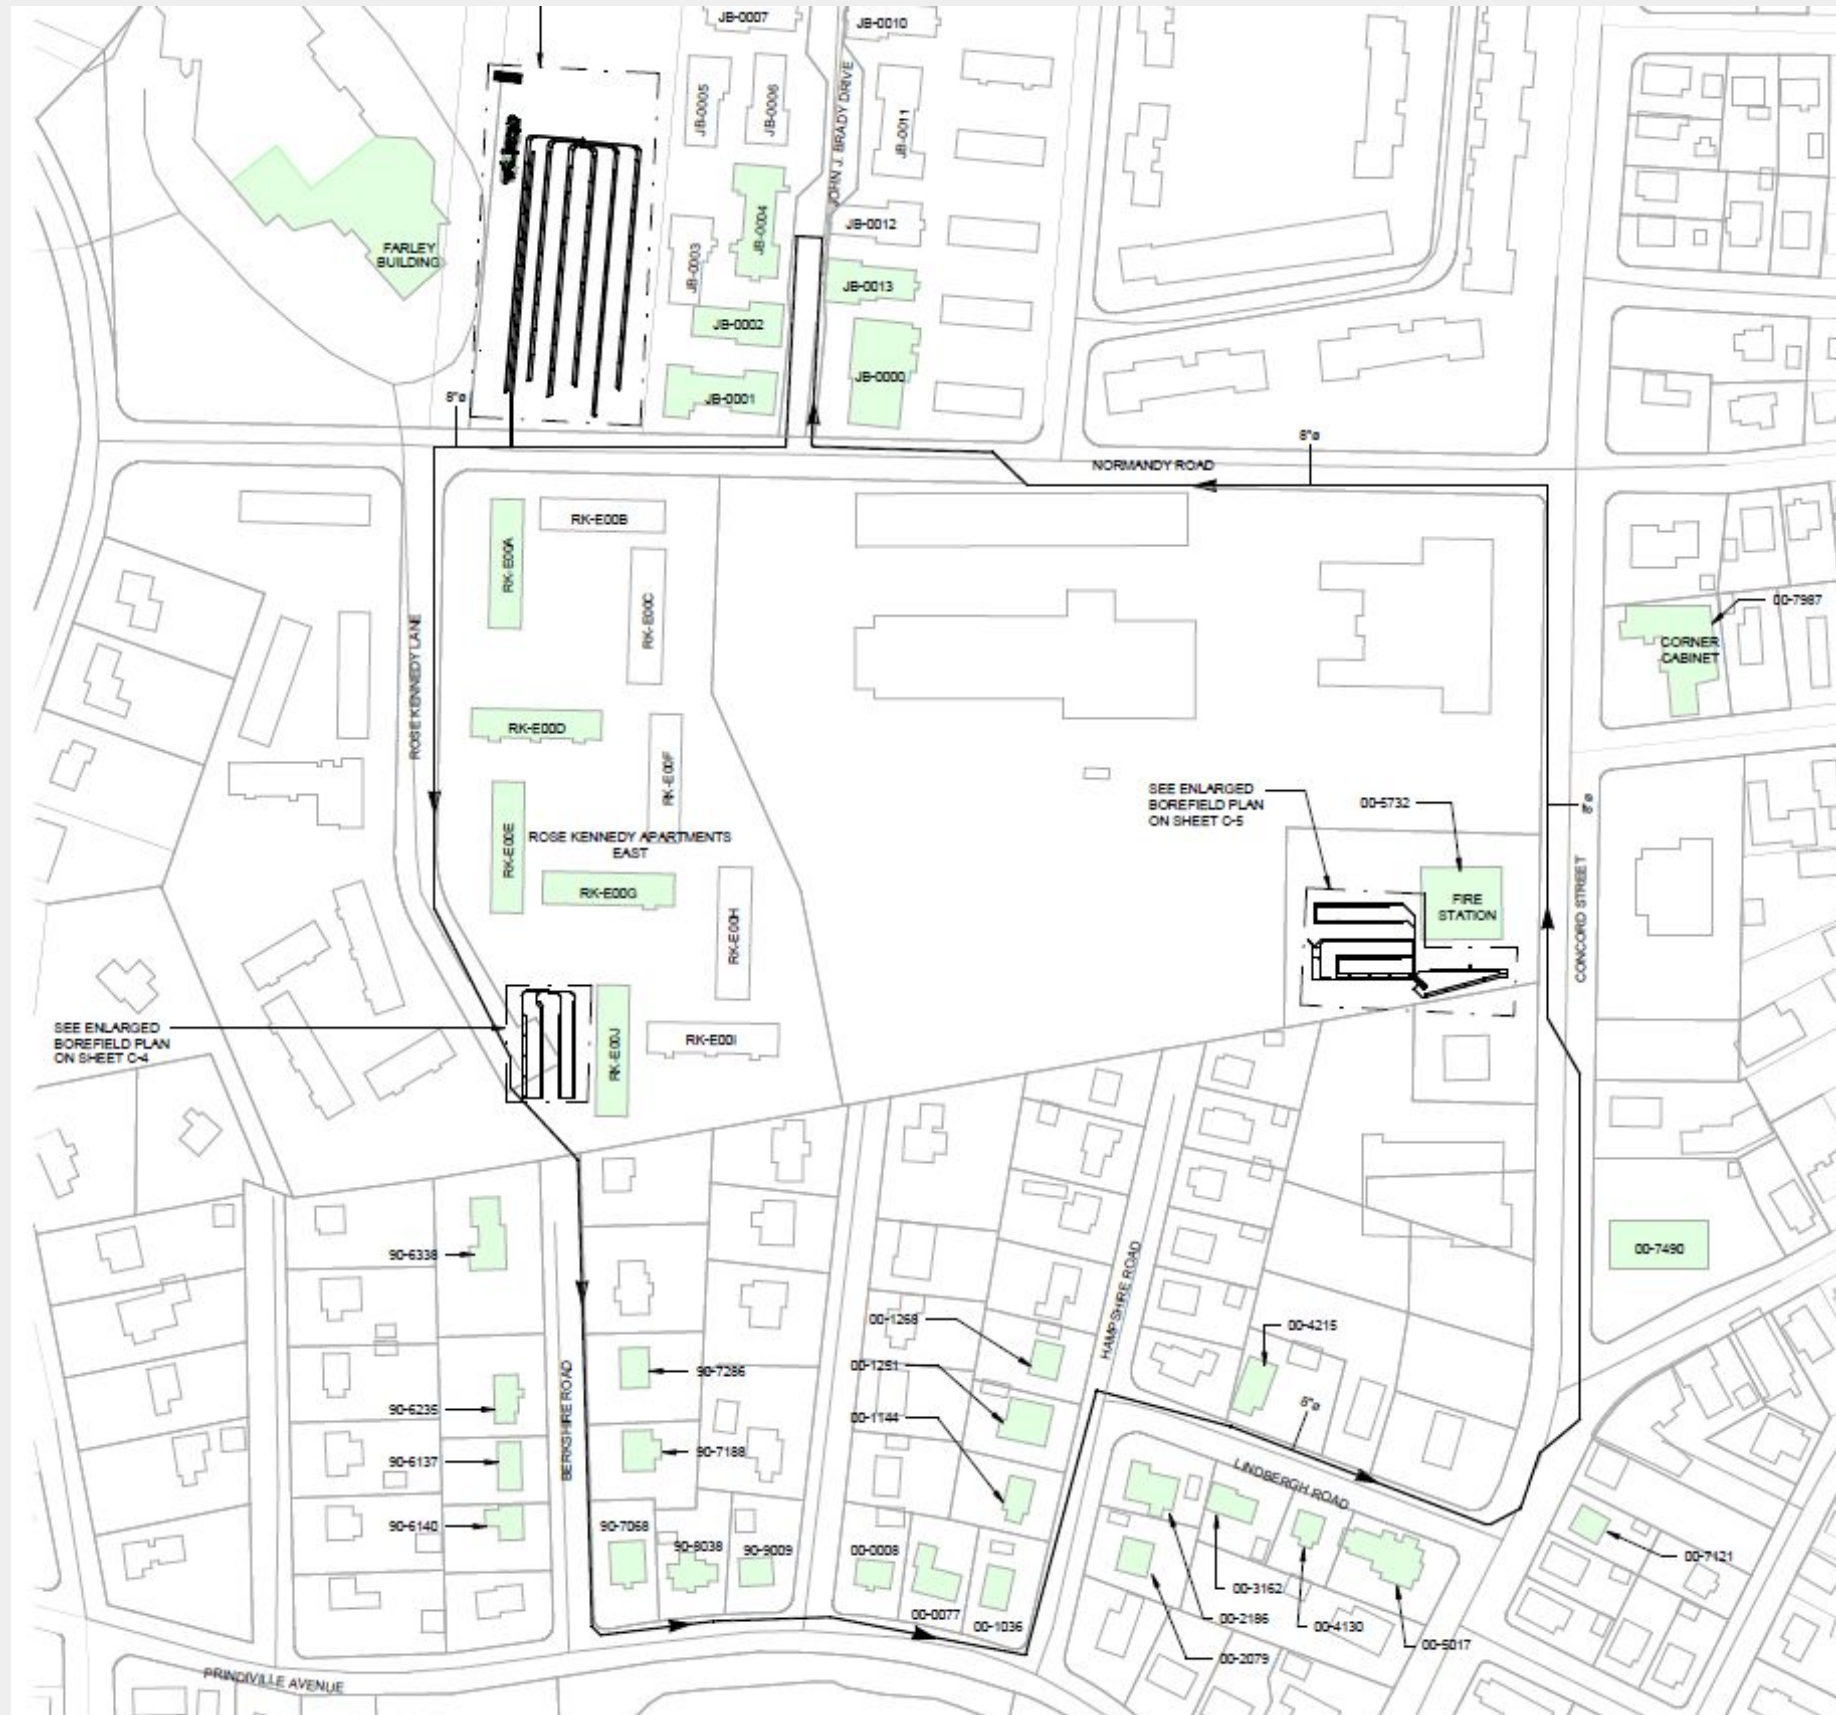 JB-0007
JB-0010
JB-0005
JB-0006
JOHN J. BRADY DRIVE
JB-0011
JB-0004
JB-0012
FARLEY
BUILDING
JB-0003
JB-0013
JB-0002
JB-0000
JB-0001
8"ø
8"ø
NORMANDY ROAD
RK-E00B
RK-E00A
RK-E00C
00-7987
CORNER
CABINET
ROSE KENNEDY LANE
RK-E00D
RK-E00F
SEE ENLARGED
BOREFIELD PLAN
ON SHEET C-5
00-5732
8"ø
ROSE KENNEDY APARTMENTS
EAST
RK-E00E
RK-E00G
FIRE
STATION
CONCORD STREET
RK-E00H
SEE ENLARGED
BOREFIELD PLAN
ON SHEET C-4
RK-E00J
RK-E00I
90-6338
00-7490
HAMPSHIRE ROAD
00-1268
00-4215
00-1251
90-7286
8"ø
90-6235
00-1144
BERKSHIRE ROAD
90-7188
90-6137
LINDBERGH ROAD
90-6140
90-7068
90-8038
90-9009
00-0008
00-7121
00-3162
00-0077
00-2186
00-1036
00-4130
00-5017
00-2079
PRINDIVILLE AVENUE